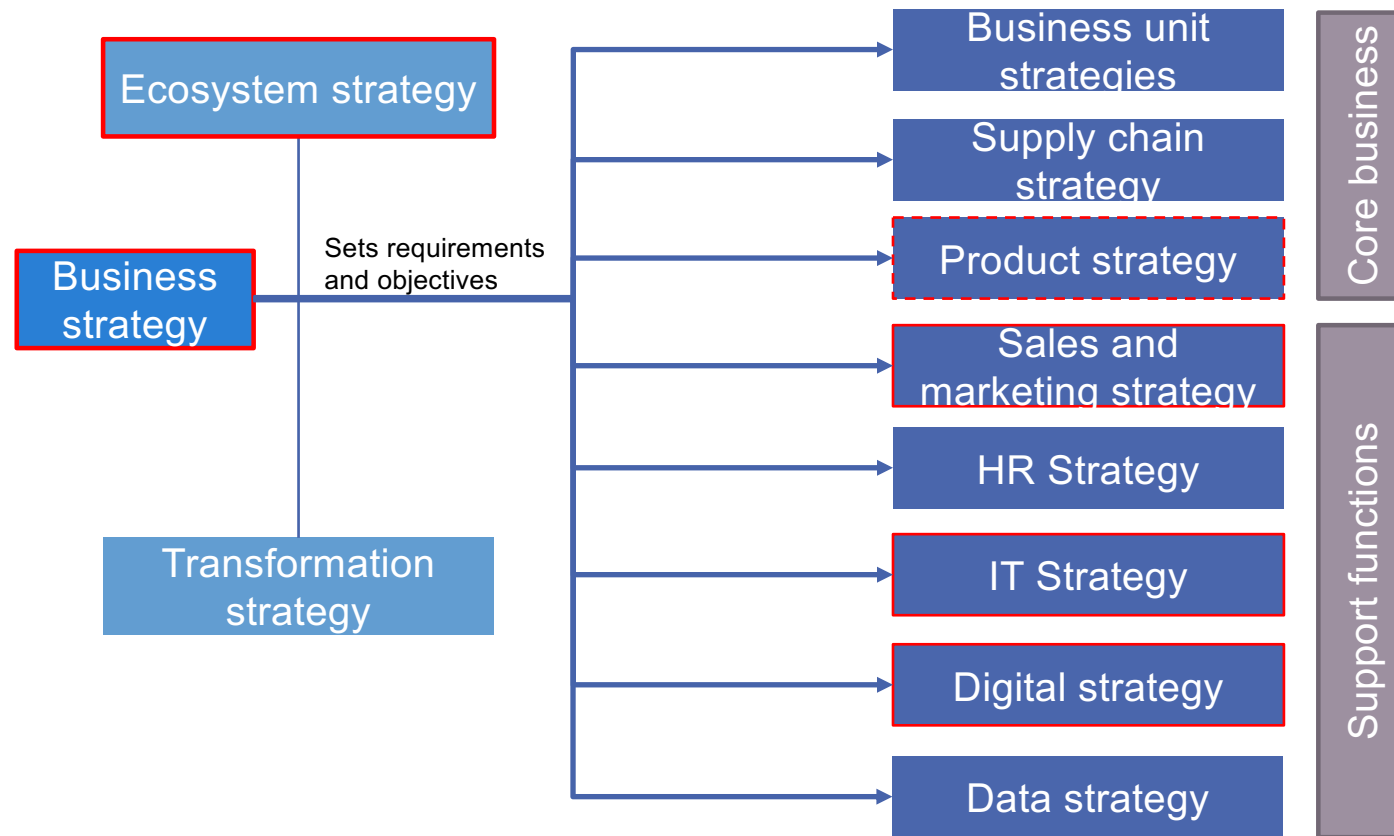 Ecosystem strategy
Business
strategy
Transformation
strategy
Sets requirements
and objectives
Business unit
strategies
Supply chain
strategy
Product strategy
Sales and
marketing strategy
HR Strategy
IT Strategy
Digital strategy
Data strategy
Core business
Support functions